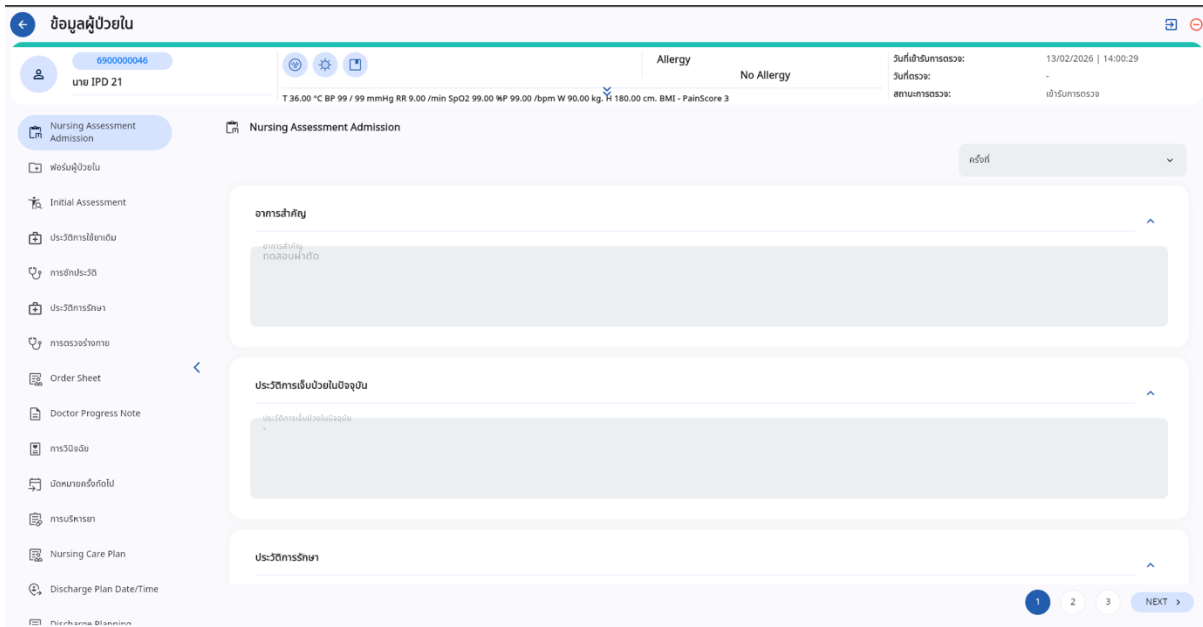 ข้อมูลผู้ป่วยใน
6900000046
นาย IPD 21
Allergy
No Allergy
T 36.00 °C BP 99 / 99 mmHg RR 9.00 /min SpO2 99.00 %P 99.00 /bpm W 90.00 kg. H 180.00 cm. BMI - PainScore 3
วันที่เข้ารับการตรวจ: 13/02/2026 | 14:00:29
วันที่ตรวจ: -
สถานะการตรวจ: เข้ารับการตรวจ
Nursing Assessment
Admission
ฟอร์มผู้ป่วยใน
Initial Assessment
ประวัติการใช้ยาเดิม
การซักประวัติ
ประวัติการรักษา
การตรวจร่างกาย
Order Sheet
Doctor Progress Note
การวินิจฉัย
นัดหมายครั้งถัดไป
การบริหารยา
Nursing Care Plan
Discharge Plan Date/Time
Discharge Planning
Nursing Assessment Admission
ครั้งที่
อาการสำคัญ
อาการสำคัญ
ทดสอบผ่าตัด
ประวัติการเจ็บป่วยในปัจจุบัน
ประวัติการเจ็บป่วยในปัจจุบัน
-
ประวัติการรักษา
1 2 3 NEXT